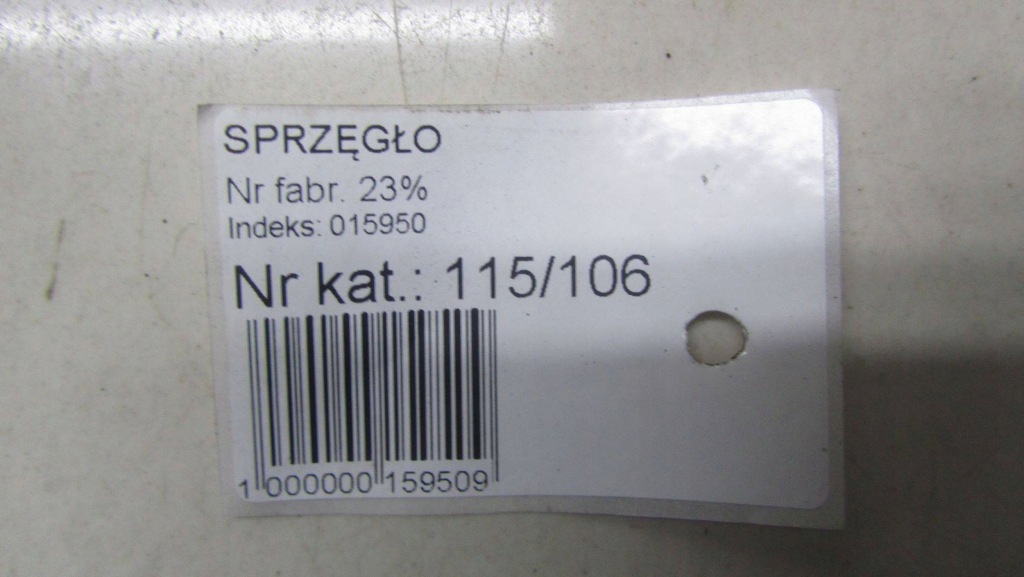 SPRZĘGŁO
Nr fabr. 23%
Indeks: 015950
Nr kat.: 115/106
1 000000 159509